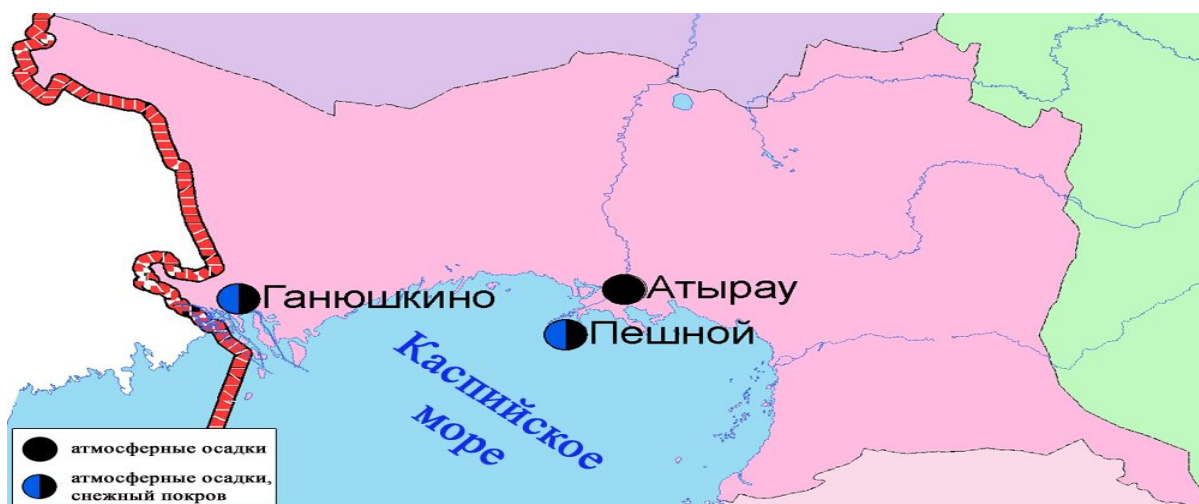 Ганюшкино
Атырау
Пешной
Каспийское
море
атмосферные осадки
атмосферные осадки,
снежный покров